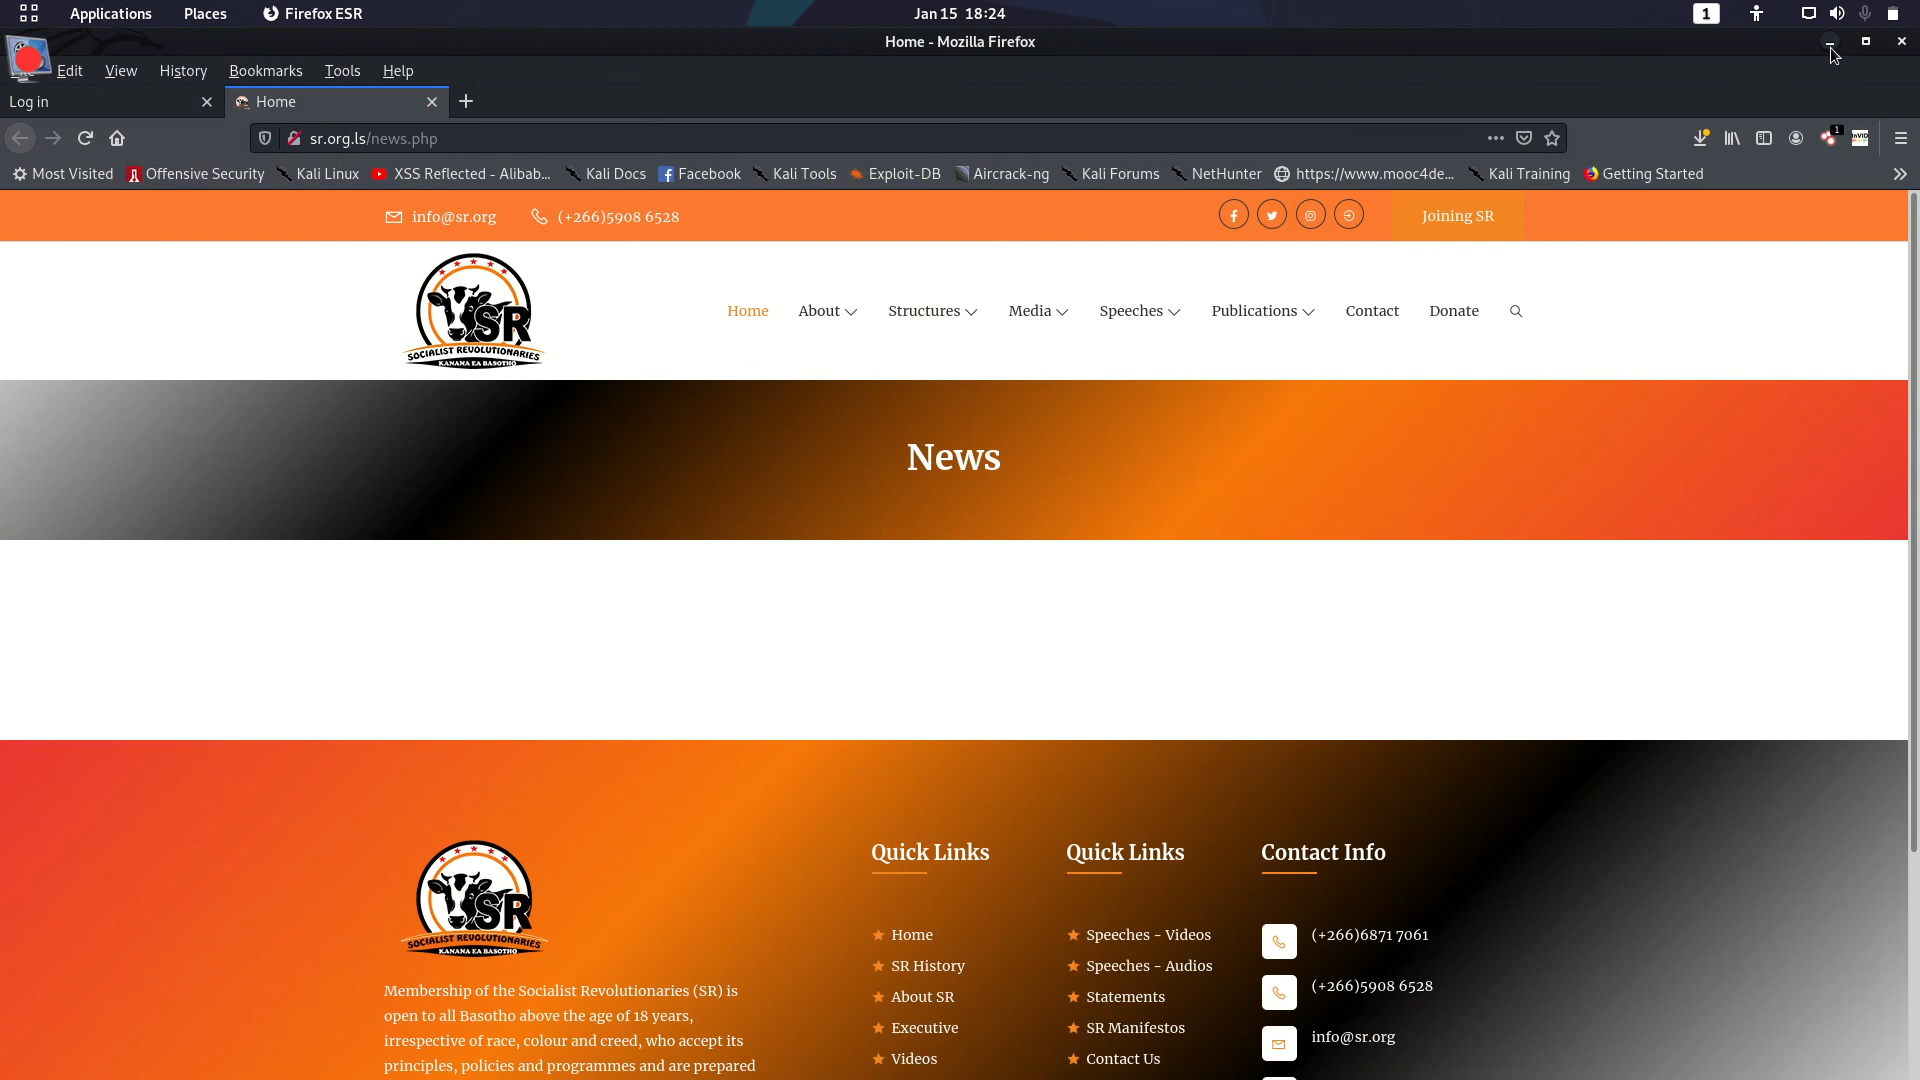 Applications Places Firefox ESR Jan 15 18:24 1
Home - Mozilla Firefox
Edit View History Bookmarks Tools Help
Log in Home
sr.org.ls/news.php 1
Most Visited Offensive Security Kali Linux XSS Reflected - Alibab... Kali Docs Facebook Kali Tools Exploit-DB Aircrack-ng Kali Forums NetHunter https://www.mooc4de... Kali Training Getting Started
info@sr.org (+266)5908 6528 Joining SR
SR
SOCIALIST REVOLUTIONARIES
KANANA EA BASOTHO
Home About Structures Media Speeches Publications Contact Donate
News
SR
SOCIALIST REVOLUTIONARIES
KANANA EA BASOTHO
Membership of the Socialist Revolutionaries (SR) is
open to all Basotho above the age of 18 years,
irrespective of race, colour and creed, who accept its
principles, policies and programmes and are prepared
Quick Links
Home
SR History
About SR
Executive
Videos
Quick Links
Speeches - Videos
Speeches - Audios
Statements
SR Manifestos
Contact Us
Contact Info
(+266)6871 7061
(+266)5908 6528
info@sr.org